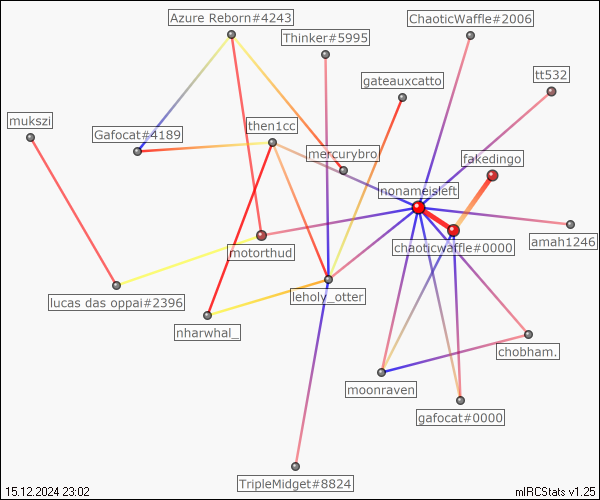 Azure Reborn#4243
ChaoticWaffle#2006
Thinker#5995
tt532
gateauxcatto
mukszi
then1cc
Gafocat#4189
mercurybro
fakedingo
nonameisleft
amah1246
chaoticwaffle#0000
motorthud
leholy_otter
lucas das oppai#2396
nharwhal_
chobham.
moonraven
gafocat#0000
TripleMidget#8824
15.12.2024 23:02
mIRCStats v1.25